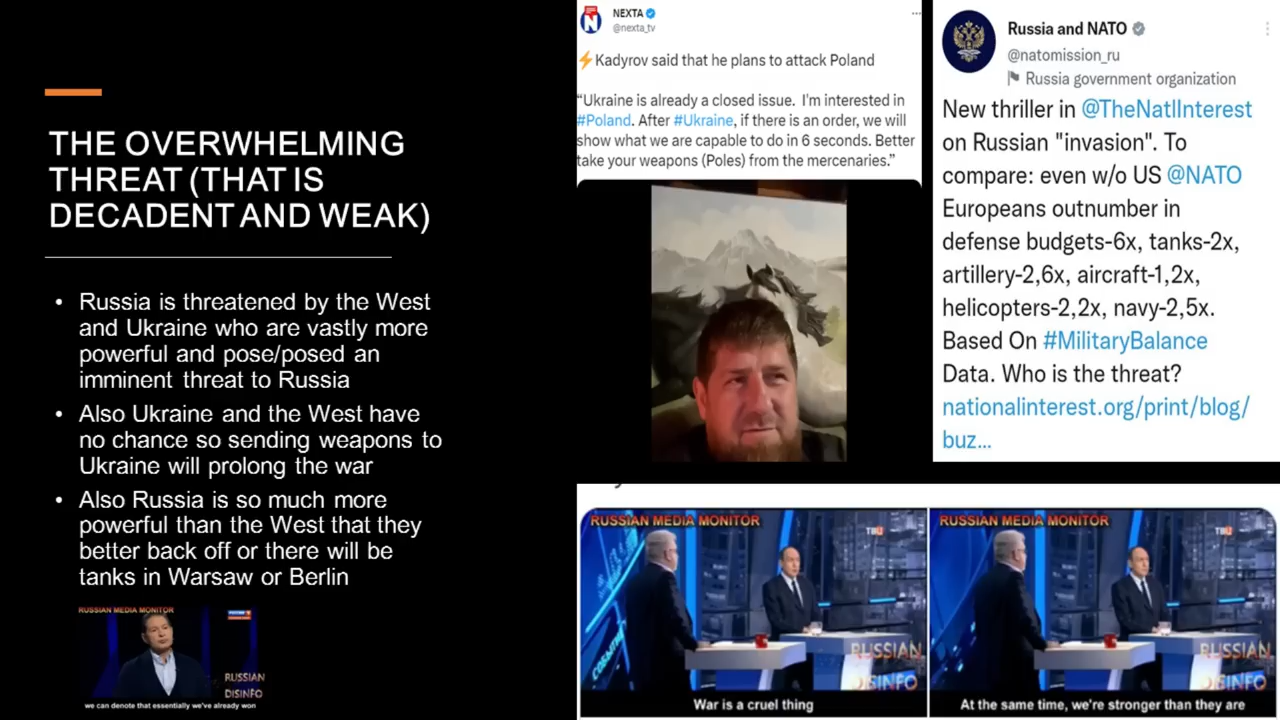 THE OVERWHELMING
THREAT (THAT IS
DECADENT AND WEAK)
• Russia is threatened by the West
and Ukraine who are vastly more
powerful and pose/posed an
imminent threat to Russia
• Also Ukraine and the West have
no chance so sending weapons to
Ukraine will prolong the war
• Also Russia is so much more
powerful than the West that they
better back off or there will be
tanks in Warsaw or Berlin
RUSSIAN MEDIA MONITOR
RUSSIAN
DISINFO
we can denote that essentially we've already won
NEXTA
@nexta_tv
⚡Kadyrov said that he plans to attack Poland
“Ukraine is already a closed issue. I'm interested in
#Poland. After #Ukraine, if there is an order, we will
show what we are capable to do in 6 seconds. Better
take your weapons (Poles) from the mercenaries.”
Russia and NATO
@natomission_ru
Russia government organization
New thriller in @TheNatlInterest
on Russian "invasion". To
compare: even w/o US @NATO
Europeans outnumber in
defense budgets-6x, tanks-2x,
artillery-2,6x, aircraft-1,2x,
helicopters-2,2x, navy-2,5x.
Based On #MilitaryBalance
Data. Who is the threat?
nationalinterest.org/print/blog/
buz...
RUSSIAN MEDIA MONITOR
RUSSIAN
DISINFO
War is a cruel thing
RUSSIAN MEDIA MONITOR
RUSSIAN
DISINFO
At the same time, we're stronger than they are